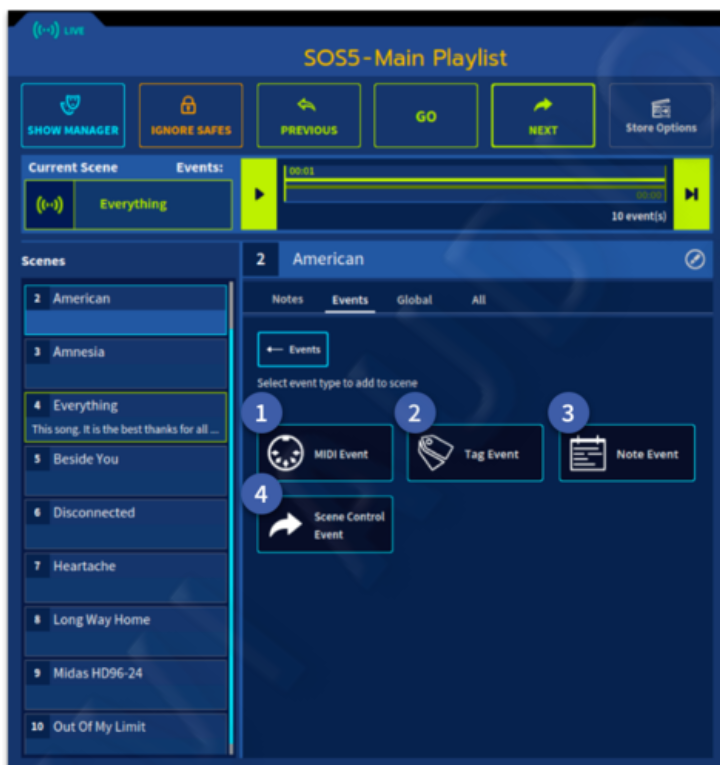 LIVE
SOS5-Main Playlist
SHOW MANAGER
IGNORE SAFES
PREVIOUS
GO
NEXT
Store Options
Current Scene Events:
Everything
00:01
00:00
10 event(s)
Scenes
2 American
3 Amnesia
4 Everything
This song. It is the best thanks for all ...
5 Beside You
6 Disconnected
7 Heartache
8 Long Way Home
9 Midas HD96-24
10 Out Of My Limit
2 American
Notes Events Global All
← Events
Select event type to add to scene
1
MIDI Event
2
Tag Event
3
Note Event
4
Scene Control
Event